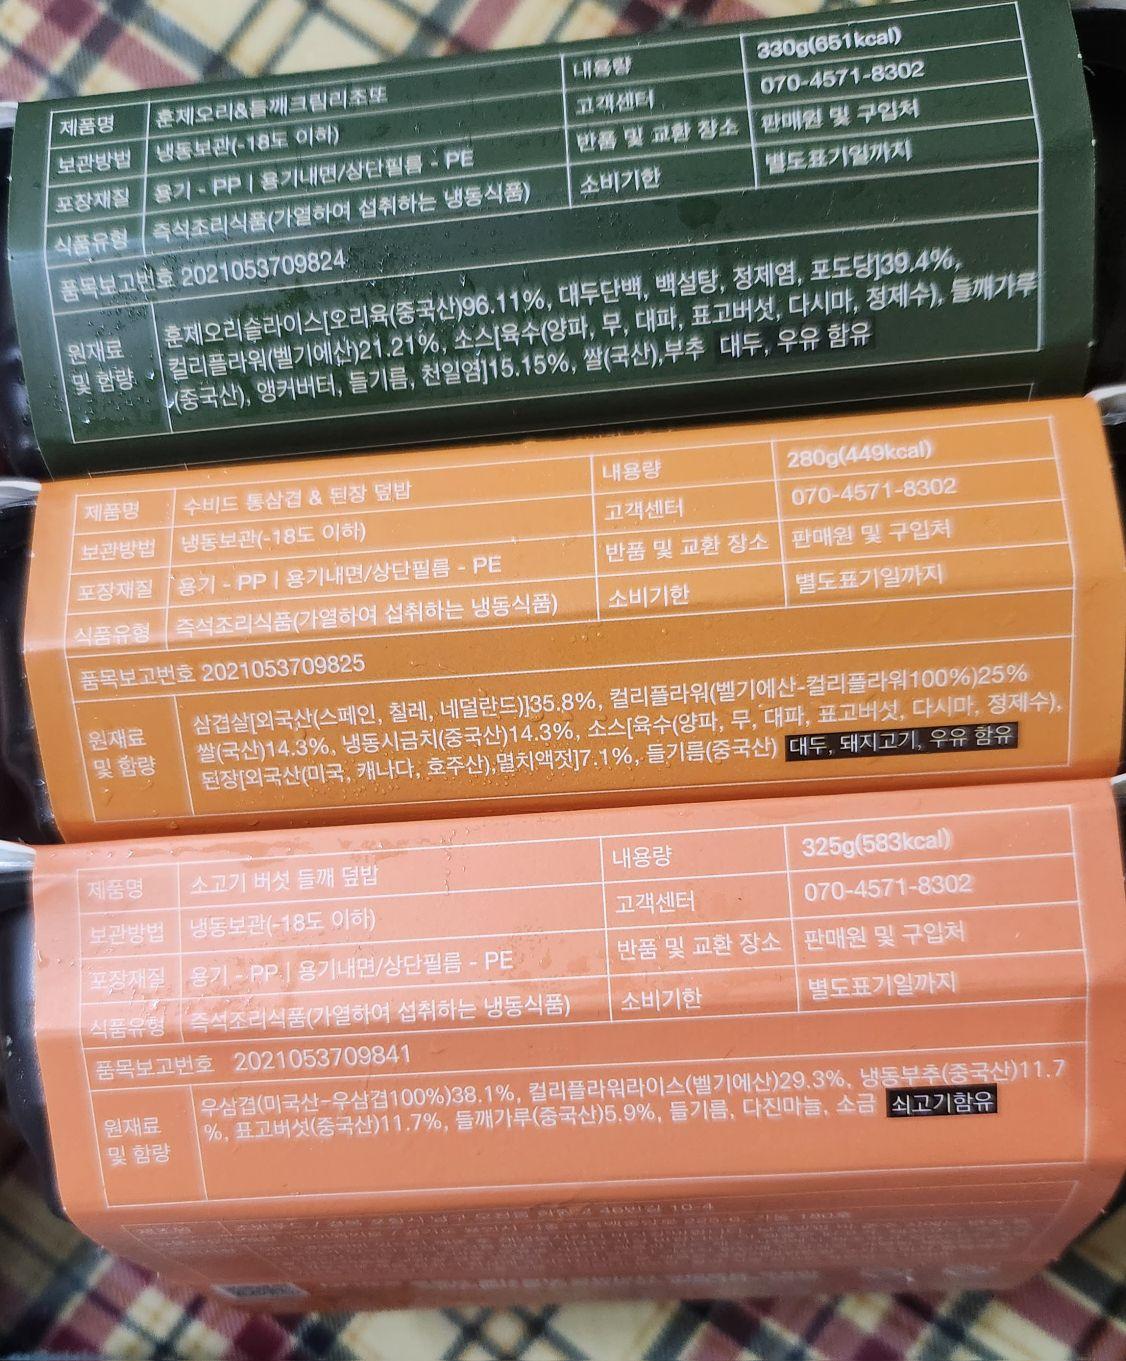 제품명 훈제오리&들깨크림리조또 내용량 330g(651kcal)
보관방법 냉동보관(-18도 이하) 고객센터 070-4571-8302
포장재질 용기 - PP | 용기내면/상단필름 - PE 반품 및 교환 장소 판매원 및 구입처
식품유형 즉석조리식품(가열하여 섭취하는 냉동식품) 소비기한 별도표기일까지
품목보고번호 2021053709824
원재료 및 함량
훈제오리슬라이스[오리육(중국산)96.11%, 대두단백, 백설탕, 정제염, 포도당]39.4%,
컬리플라워(벨기에산)21.21%, 소스[육수(양파, 무, 대파, 표고버섯, 다시마, 정제수), 들깨가루
(중국산), 앵커버터, 들기름, 천일염]15.15%, 쌀(국산),부추 대두, 우유 함유
제품명 수비드 통삼겹 & 된장 덮밥 내용량 280g(449kcal)
보관방법 냉동보관(-18도 이하) 고객센터 070-4571-8302
포장재질 용기 - PP | 용기내면/상단필름 - PE 반품 및 교환 장소 판매원 및 구입처
식품유형 즉석조리식품(가열하여 섭취하는 냉동식품) 소비기한 별도표기일까지
품목보고번호 2021053709825
원재료 및 함량
삼겹살[외국산(스페인, 칠레, 네덜란드)]35.8%, 컬리플라워(벨기에산-컬리플라워100%)25%
쌀(국산)14.3%, 냉동시금치(중국산)14.3%, 소스[육수(양파, 무, 대파, 표고버섯, 다시마, 정제수),
된장[외국산(미국, 캐나다, 호주산),멸치액젓]7.1%, 들기름(중국산) 대두, 돼지고기, 우유 함유
제품명 소고기 버섯 들깨 덮밥 내용량 325g(583kcal)
보관방법 냉동보관(-18도 이하) 고객센터 070-4571-8302
포장재질 용기 - PP | 용기내면/상단필름 - PE 반품 및 교환 장소 판매원 및 구입처
식품유형 즉석조리식품(가열하여 섭취하는 냉동식품) 소비기한 별도표기일까지
품목보고번호 2021053709841
원재료 및 함량
우삼겹(미국산-우삼겹100%)38.1%, 컬리플라워라이스(벨기에산)29.3%, 냉동부추(중국산)11.7
%, 표고버섯(중국산)11.7%, 들깨가루(중국산)5.9%, 들기름, 다진마늘, 소금 쇠고기함유